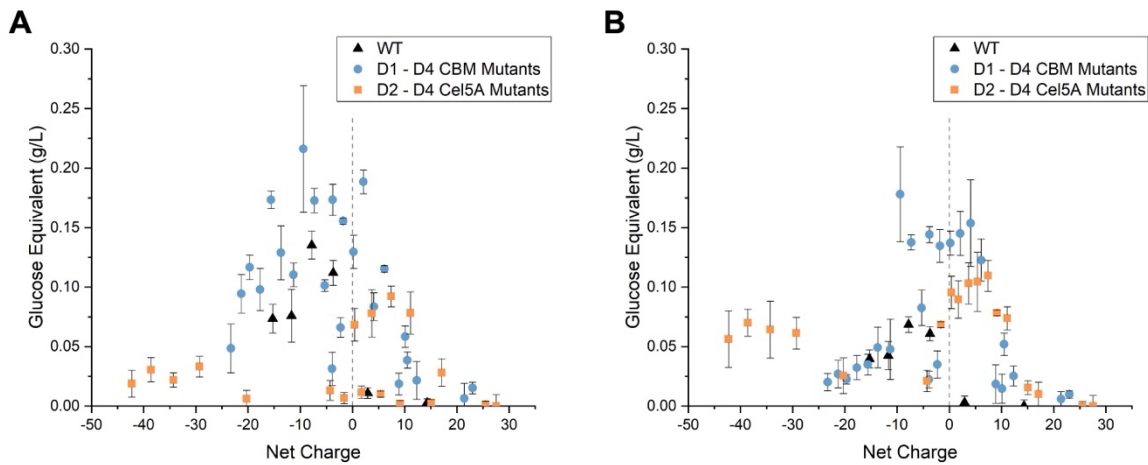 A
B
WT
D1 - D4 CBM Mutants
D2 - D4 Cel5A Mutants
Glucose Equivalent (g/L)
0.30
0.25
0.20
0.15
0.10
0.05
0.00
-50 -40 -30 -20 -10 0 10 20 30
Net Charge
WT
D1 - D4 CBM Mutants
D2 - D4 Cel5A Mutants
Glucose Equivalent (g/L)
0.30
0.25
0.20
0.15
0.10
0.05
0.00
-50 -40 -30 -20 -10 0 10 20 30
Net Charge